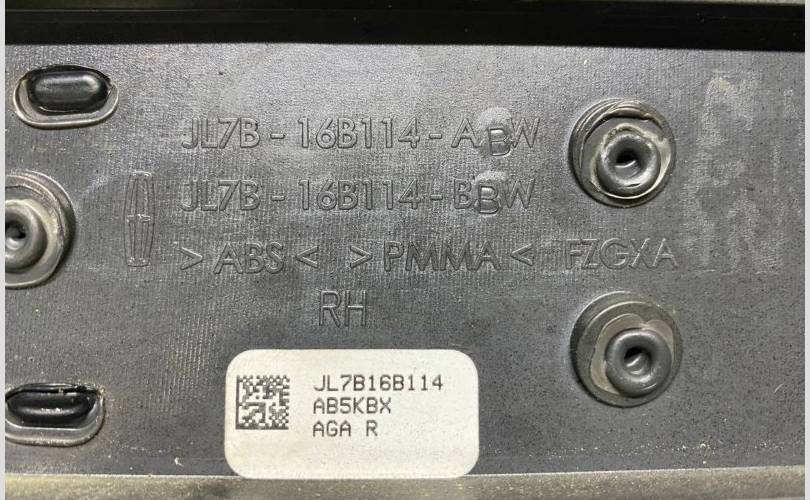 JL7B - 16B114 - ABW
JL7B - 16B114 - BBW
>ABS< >PMMA< FZGXA
RH
JL7B16B114
AB5KBX
AGA R